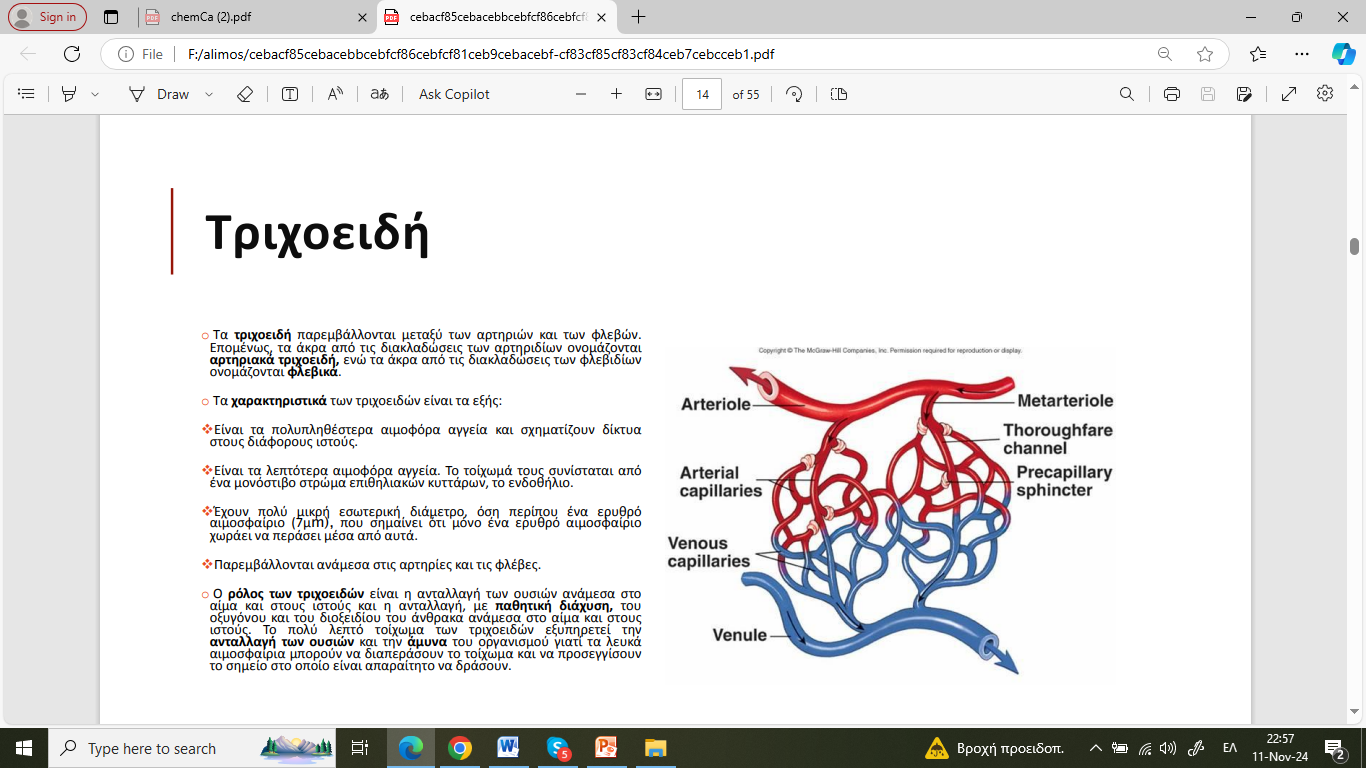 Sign in
chemCa (2).pdf
cebacf85cebacebbcebfcf86cebfcf8
File
F:/alimos/cebacf85cebacebbcebfcf86cebfcf81ceb9cebacebf-cf83cf85cf83cf84ceb7cebcceb1.pdf
Draw
Ask Copilot
14
of 55
Τριχοειδή
Τα τριχοειδή παρεμβάλλονται μεταξύ των αρτηριών και των φλεβών.
Επομένως, τα άκρα από τις διακλαδώσεις των αρτηριδίων ονομάζονται
αρτηριακά τριχοειδή, ενώ τα άκρα από τις διακλαδώσεις των φλεβιδίων
ονομάζονται φλεβικά.
Τα χαρακτηριστικά των τριχοειδών είναι τα εξής:
Είναι τα πολυπληθέστερα αιμοφόρα αγγεία και σχηματίζουν δίκτυα
στους διάφορους ιστούς.
Είναι τα λεπτότερα αιμοφόρα αγγεία. Το τοίχωμά τους συνίσταται από
ένα μονόστιβο στρώμα επιθηλιακών κυττάρων, το ενδοθήλιο.
Έχουν πολύ μικρή εσωτερική διάμετρο, όση περίπου ένα ερυθρό
αιμοσφαίριο (7μm), που σημαίνει ότι μόνο ένα ερυθρό αιμοσφαίριο
χωράει να περάσει μέσα από αυτά.
Παρεμβάλλονται ανάμεσα στις αρτηρίες και τις φλέβες.
Ο ρόλος των τριχοειδών είναι η ανταλλαγή των ουσιών ανάμεσα στο
αίμα και στους ιστούς και η ανταλλαγή, με παθητική διάχυση, του
οξυγόνου και του διοξειδίου του άνθρακα ανάμεσα στο αίμα και στους
ιστούς. Το πολύ λεπτό τοίχωμα των τριχοειδών εξυπηρετεί την
ανταλλαγή των ουσιών και την άμυνα του οργανισμού γιατί τα λευκά
αιμοσφαίρια μπορούν να διαπεράσουν το τοίχωμα και να προσεγγίσουν
το σημείο στο οποίο είναι απαραίτητο να δράσουν.
Copyright © The McGraw-Hill Companies, Inc. Permission required for reproduction or display.
Arteriole
Metarteriole
Thoroughfare
channel
Arterial
capillaries
Precapillary
sphincter
Venous
capillaries
Venule
Type here to search
Βροχή προειδοπ.
ΕΛ
22:57
11-Nov-24
2
5